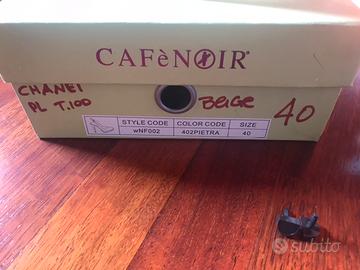 CAFèNOIR
CHANEL
PL T.100
BEIGE
40
STYLE CODE COLOR CODE SIZE
WNF002 402PIETRA 40
subito